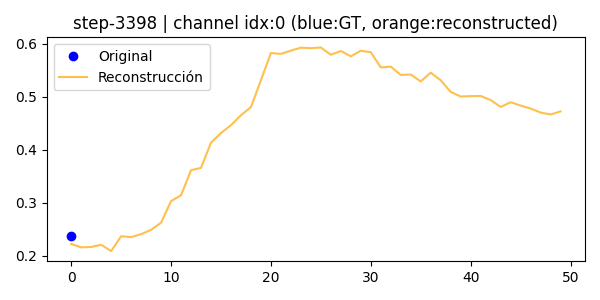 step-3398 | channel idx:0 (blue:GT, orange:reconstructed)
Original
Reconstrucción
0.6
0.5
0.4
0.3
0.2
0 10 20 30 40 50